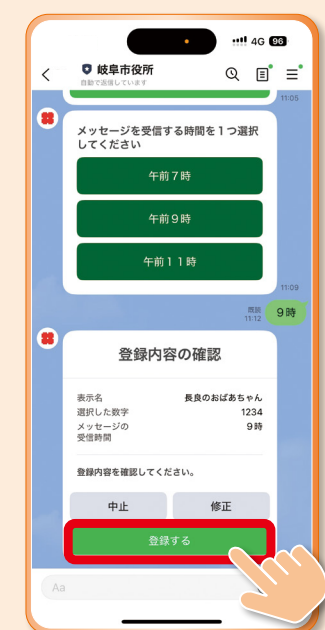 4G 96
岐阜市役所
自動で返信しています
11:05
メッセージを受信する時間を１つ選択
してください
午前７時
午前９時
午前１１時
11:09
既読
11:12
９時
登録内容の確認
表示名 長良のおばあちゃん
選択した数字 1234
メッセージの
受信時間 ９時
登録内容を確認してください。
中止 修正
登録する
Aa